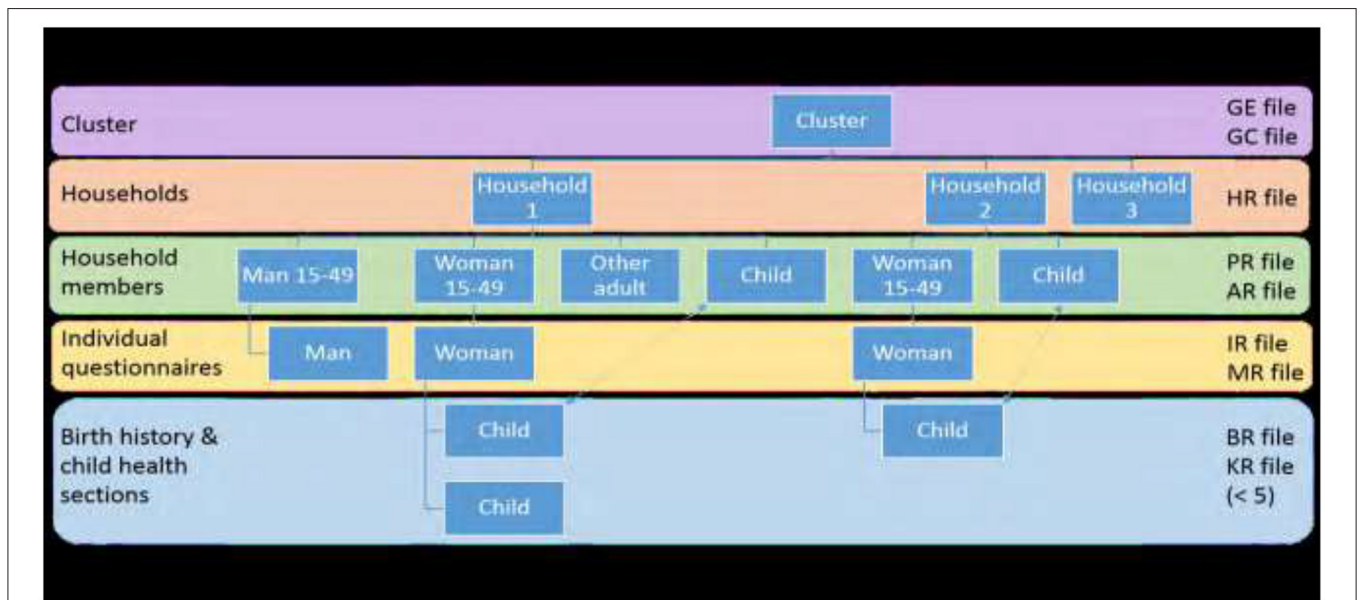 Cluster
Cluster
GE file
GC file
Households
Household
1
Household
2
Household
3
HR file
Household
members
Man 15-49
Woman
15-49
Other
adult
Child
Woman
15-49
Child
PR file
AR file
Individual
questionnaires
Man
Woman
Woman
IR file
MR file
Birth history &
child health
sections
Child
Child
Child
BR file
KR file
(< 5)